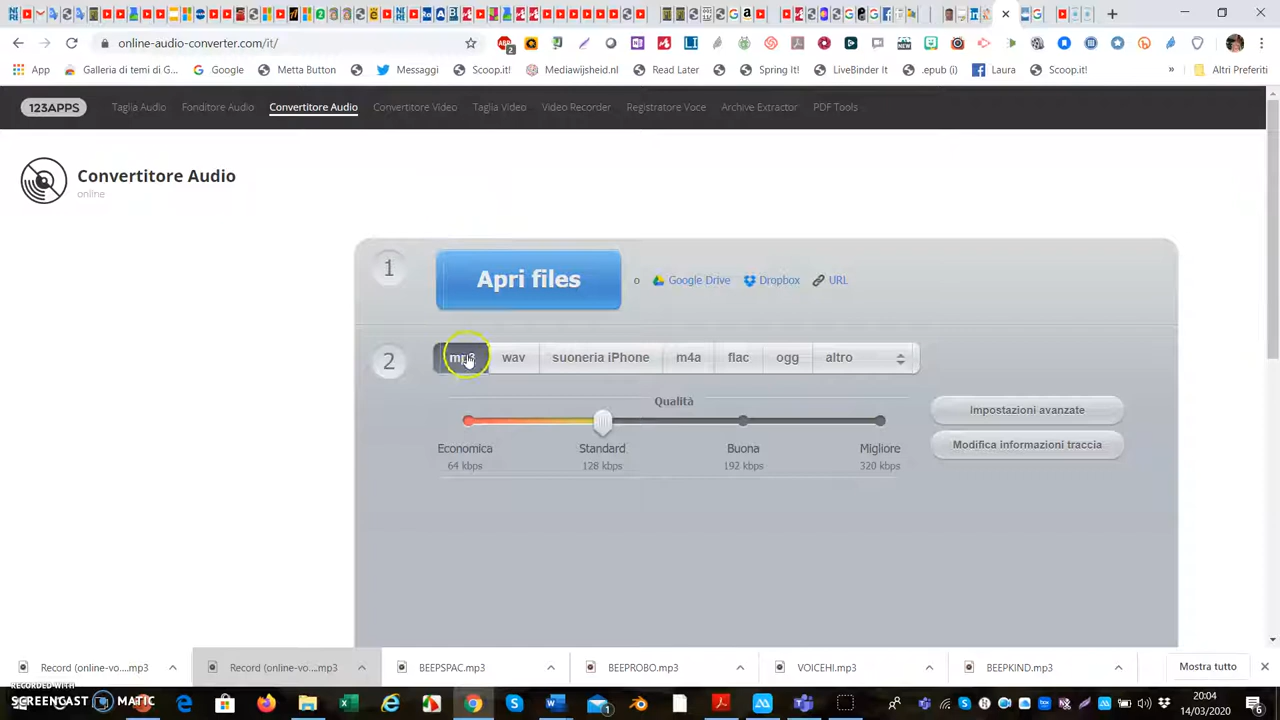 online-audio-converter.com/it/
App Galleria di temi di G... Google Metta Button Messaggi Scoop.it! Mediawijsheid.nl Read Later Spring It! LiveBinder It .epub (i) Laura Scoop.it! » Altri Preferiti
123APPS Taglia Audio Fonditore Audio Convertitore Audio Convertitore Video Taglia Video Video Recorder Registratore Voce Archive Extractor PDF Tools
Convertitore Audio
online
1 Apri files o Google Drive Dropbox URL
2 mp3 wav suoneria iPhone m4a flac ogg altro
Qualità
Impostazioni avanzate
Economica Standard Buona Migliore
Modifica informazioni traccia
64 kbps 128 kbps 192 kbps 320 kbps
Record (online-vo....mp3 Record (online-vo....mp3 BEEPSPAC.mp3 BEEPROBO.mp3 VOICEHI.mp3 BEEPKIND.mp3 Mostra tutto
RECORDED WITH
SCREENCAST MATIC
20:04
14/03/2020
6